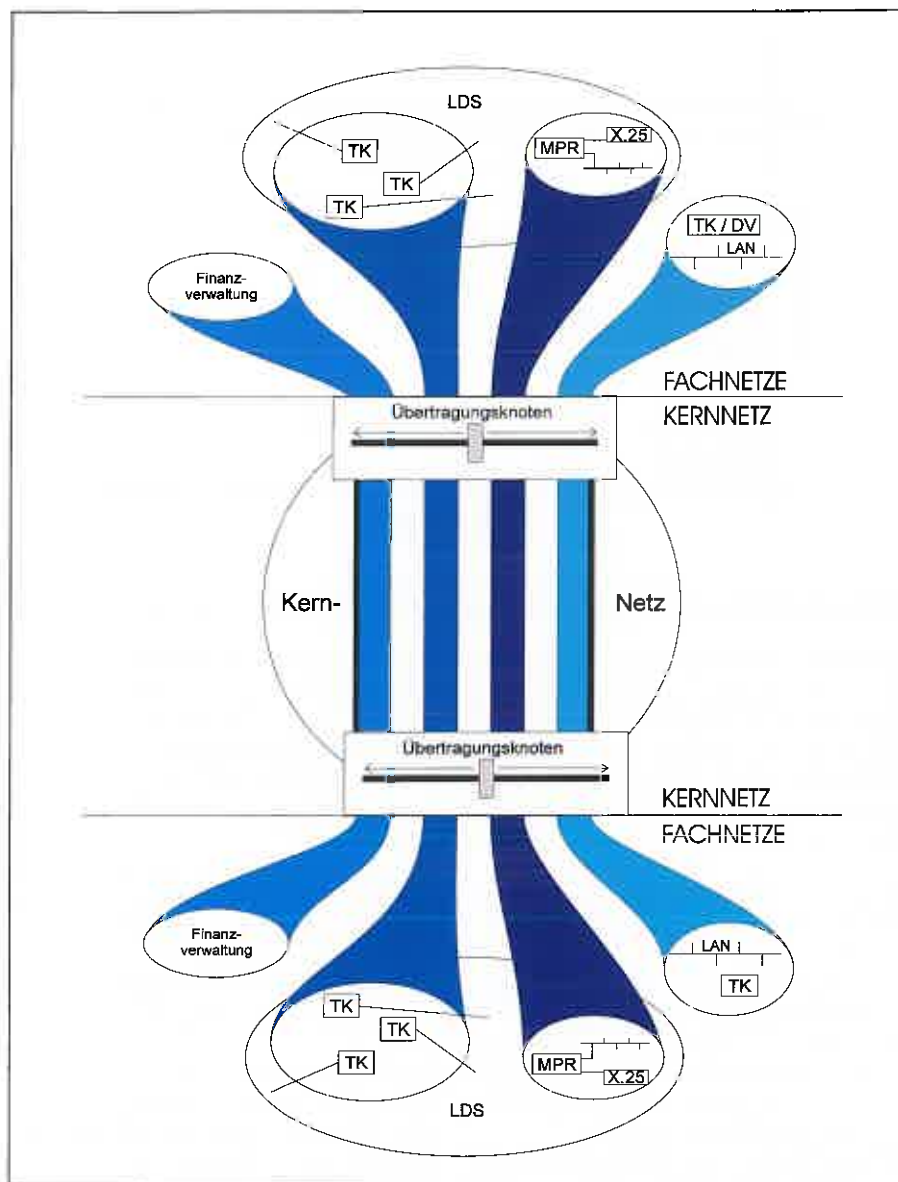 LDS
TK
TK
TK
MPR
X.25
TK / DV
LAN
Finanz-
verwaltung
FACHNETZE
KERNNETZ
Übertragungsknoten
Kern-
Netz
Übertragungsknoten
KERNNETZ
FACHNETZE
Finanz-
verwaltung
LAN
TK
TK
TK
TK
MPR
X.25
LDS